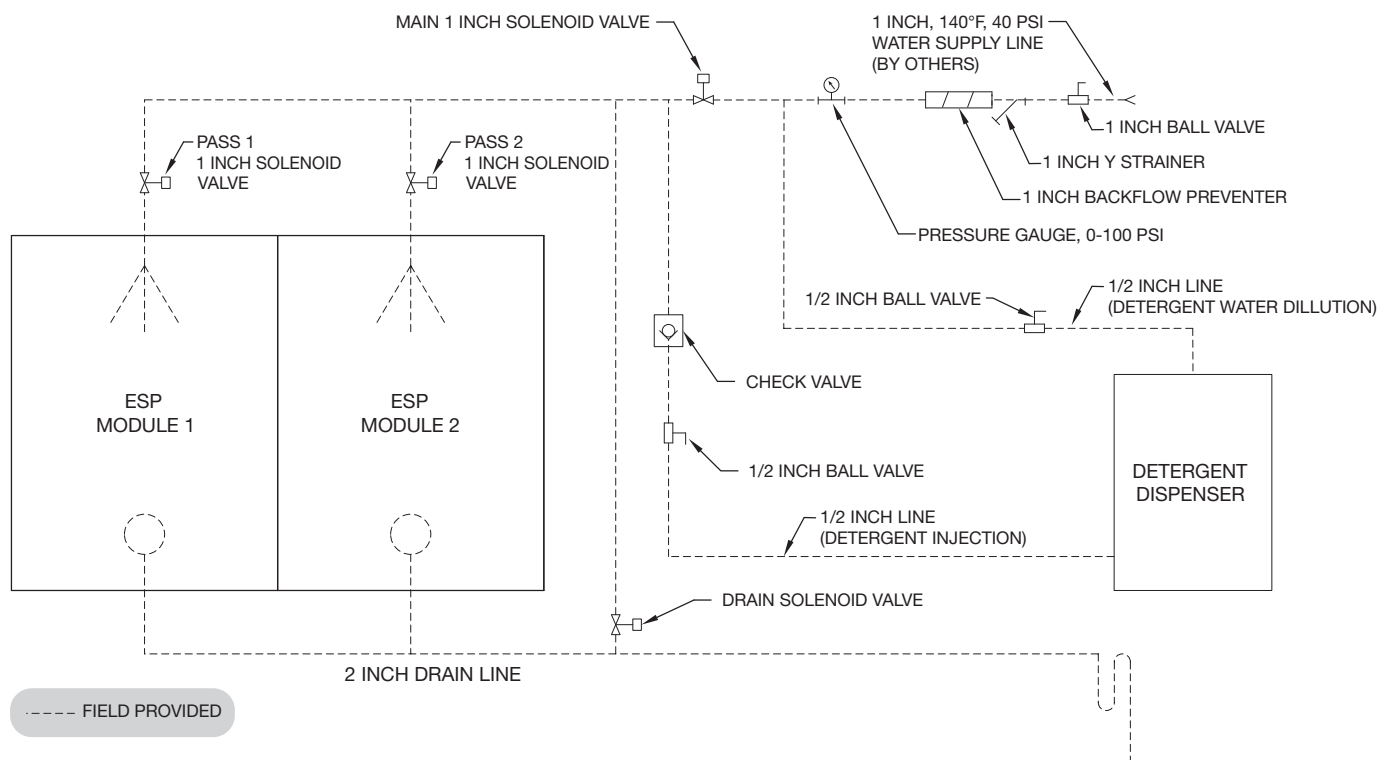 MAIN 1 INCH SOLENOID VALVE
1 INCH, 140°F, 40 PSI
WATER SUPPLY LINE
(BY OTHERS)
1 INCH BALL VALVE
PASS 1
1 INCH SOLENOID
VALVE
PASS 2
1 INCH SOLENOID
VALVE
1 INCH Y STRAINER
1 INCH BACKFLOW PREVENTER
PRESSURE GAUGE, 0-100 PSI
1/2 INCH BALL VALVE
1/2 INCH LINE
(DETERGENT WATER DILLUTION)
CHECK VALVE
ESP
MODULE 1
ESP
MODULE 2
1/2 INCH BALL VALVE
DETERGENT
DISPENSER
1/2 INCH LINE
(DETERGENT INJECTION)
DRAIN SOLENOID VALVE
2 INCH DRAIN LINE
FIELD PROVIDED